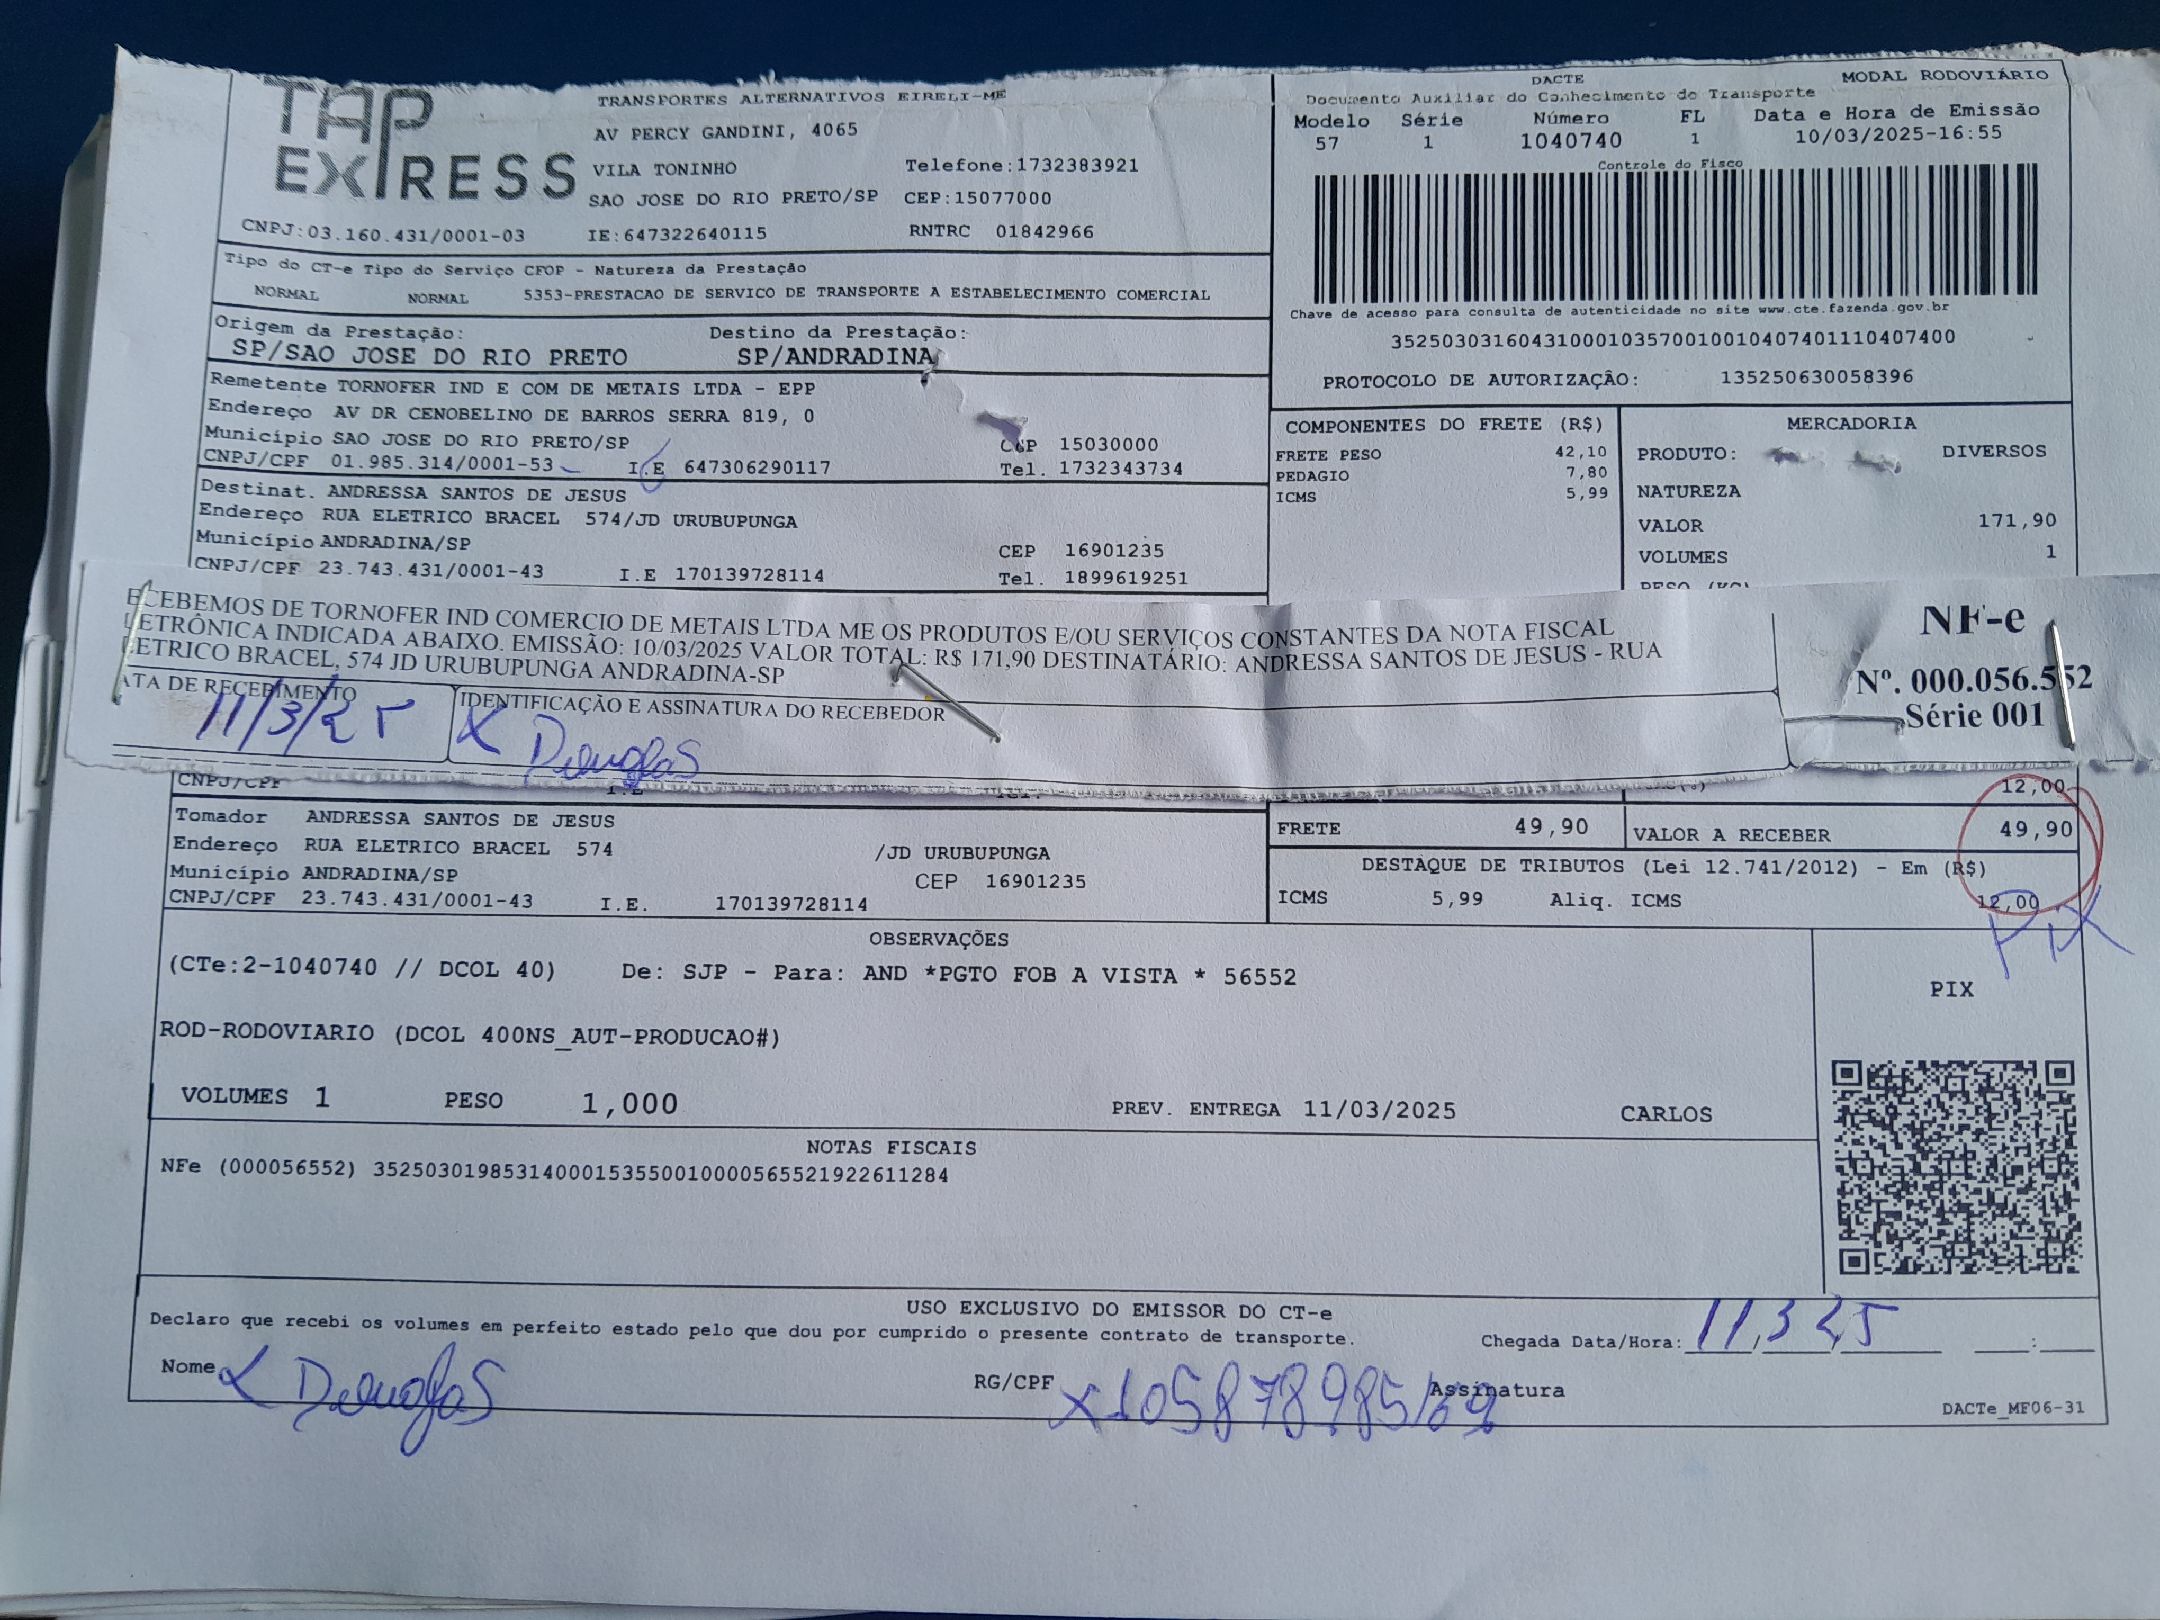 TAP EXPRESS
TRANSPORTES ALTERNATIVOS EIRELI-ME
AV PERCY GANDINI, 4065
VILA TONINHO Telefone:1732383921
SAO JOSE DO RIO PRETO/SP CEP:15077000
CNPJ:03.160.431/0001-03 IE:647322640115 RNTRC 01842966
DACTE MODAL RODOVIÁRIO
Documento Auxiliar do Conhecimento de Transporte
Modelo Série Número FL Data e Hora de Emissão
57 1 1040740 1 10/03/2025-16:55
Controle do Fisco
Chave de acesso para consulta de autenticidade no site www.cte.fazenda.gov.br
35250303160431000103570010010407401110407400
PROTOCOLO DE AUTORIZAÇÃO: 135250630058396
Tipo do CT-e Tipo do Serviço CFOP - Natureza da Prestação
NORMAL NORMAL 5353-PRESTACAO DE SERVICO DE TRANSPORTE A ESTABELECIMENTO COMERCIAL
Origem da Prestação: Destino da Prestação:
SP/SAO JOSE DO RIO PRETO SP/ANDRADINA
Remetente TORNOFER IND E COM DE METAIS LTDA - EPP
Endereço AV DR CENOBELINO DE BARROS SERRA 819, 0
Município SAO JOSE DO RIO PRETO/SP CEP 15030000
CNPJ/CPF 01.985.314/0001-53 I.E 647306290117 Tel. 1732343734
Destinat. ANDRESSA SANTOS DE JESUS
Endereço RUA ELETRICO BRACEL 574/JD URUBUPUNGA
Município ANDRADINA/SP CEP 16901235
CNPJ/CPF 23.743.431/0001-43 I.E 170139728114 Tel. 1899619251
COMPONENTES DO FRETE (R$)
FRETE PESO 42,10
PEDAGIO 7,80
ICMS 5,99
MERCADORIA
PRODUTO: DIVERSOS
NATUREZA
VALOR 171,90
VOLUMES 1
PESO (KG)
ECEBEMOS DE TORNOFER IND COMERCIO DE METAIS LTDA ME OS PRODUTOS E/OU SERVIÇOS CONSTANTES DA NOTA FISCAL
LETRÔNICA INDICADA ABAIXO. EMISSÃO: 10/03/2025 VALOR TOTAL: R$ 171,90 DESTINATÁRIO: ANDRESSA SANTOS DE JESUS - RUA
ETRICO BRACEL, 574 JD URUBUPUNGA ANDRADINA-SP
ATA DE RECEBIMENTO IDENTIFICAÇÃO E ASSINATURA DO RECEBEDOR
11/3/25 X Douglas
NF-e
Nº. 000.056.552
Série 001
CNPJ/CPF I.E
12,00
Tomador ANDRESSA SANTOS DE JESUS
Endereço RUA ELETRICO BRACEL 574 /JD URUBUPUNGA
Município ANDRADINA/SP CEP 16901235
CNPJ/CPF 23.743.431/0001-43 I.E. 170139728114
FRETE 49,90 VALOR A RECEBER 49,90
DESTAQUE DE TRIBUTOS (Lei 12.741/2012) - Em (R$)
ICMS 5,99 Aliq. ICMS 12,00
PIX
OBSERVAÇÕES
(CTe:2-1040740 // DCOL 40) De: SJP - Para: AND *PGTO FOB A VISTA * 56552
ROD-RODOVIARIO (DCOL 400NS_AUT-PRODUCAO#)
VOLUMES 1 PESO 1,000 PREV. ENTREGA 11/03/2025 CARLOS
PIX
NOTAS FISCAIS
NFe (000056552) 35250301985314000153550010000565521922611284
USO EXCLUSIVO DO EMISSOR DO CT-e
Declaro que recebi os volumes em perfeito estado pelo que dou por cumprido o presente contrato de transporte.
Chegada Data/Hora: 11/3/25 :
Nome X Douglas RG/CPF X105878985/69 Assinatura
DACTe_MF06-31